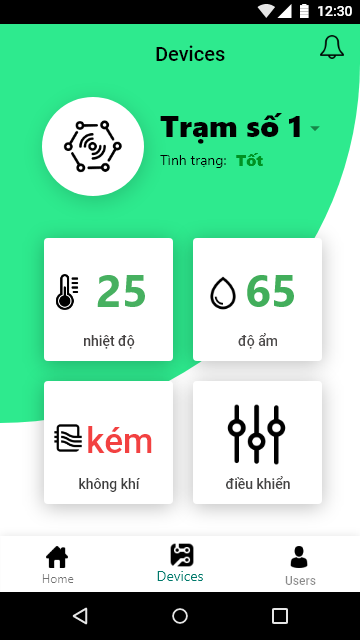 12:30
Devices
Trạm số 1
Tình trạng: Tốt
25
nhiệt độ
65
độ ẩm
kém
không khí
điều khiển
Home
Devices
Users